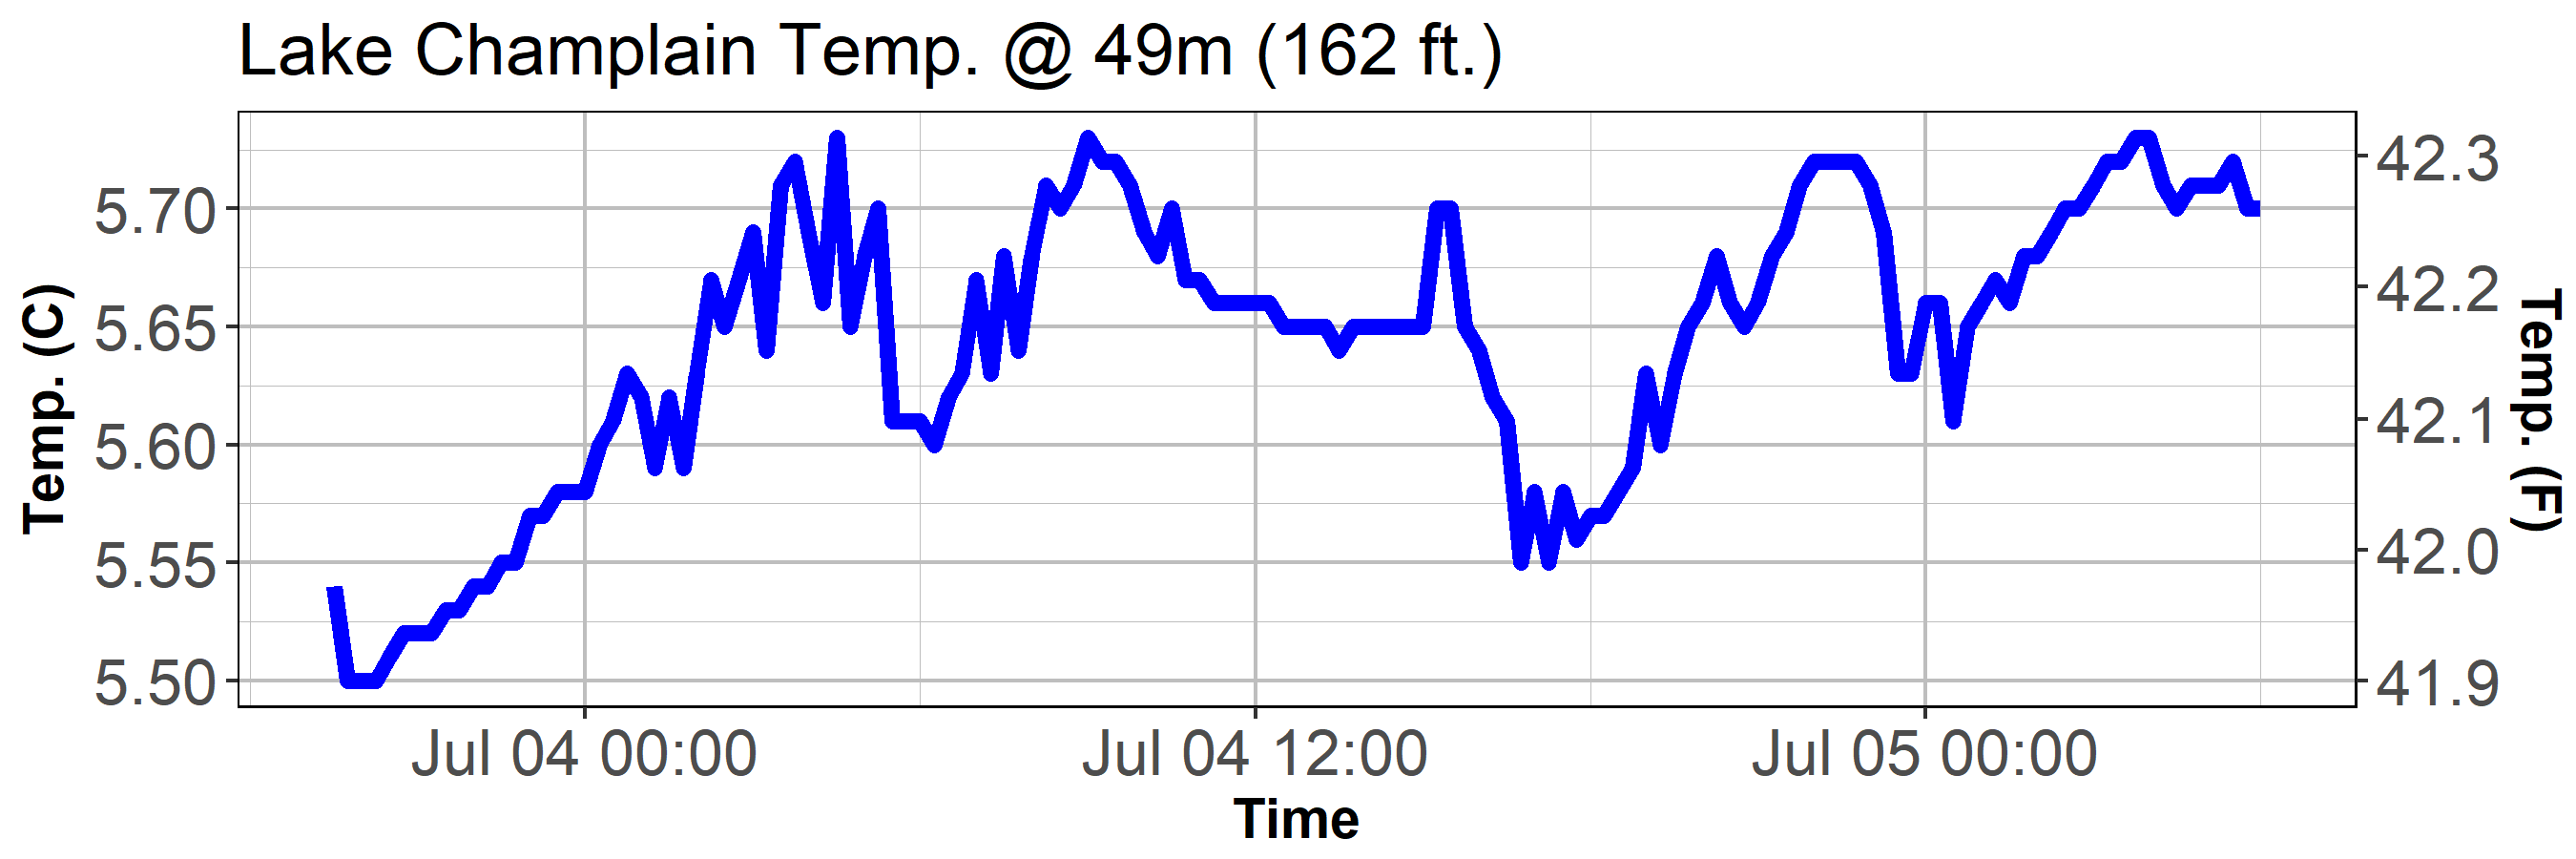 Lake Champlain Temp. @ 49m (162 ft.)
Temp. (C)
5.70
5.65
5.60
5.55
5.50
42.3
42.2
42.1
42.0
41.9
Temp. (F)
Jul 04 00:00
Jul 04 12:00
Jul 05 00:00
Time